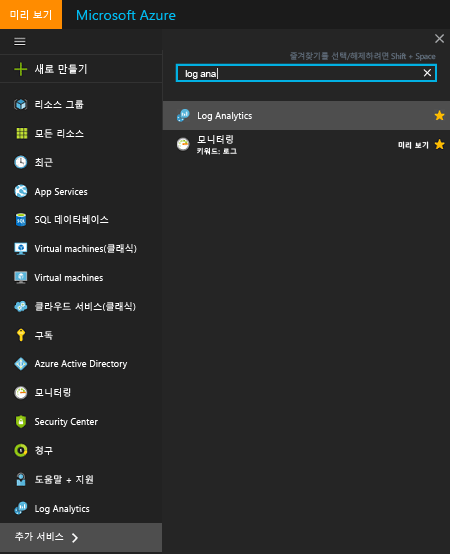 미리 보기
Microsoft Azure
새로 만들기
리소스 그룹
모든 리소스
최근
App Services
SQL 데이터베이스
Virtual machines(클래식)
Virtual machines
클라우드 서비스(클래식)
구독
Azure Active Directory
모니터링
Security Center
청구
도움말 + 지원
Log Analytics
추가 서비스
즐겨찾기를 선택/해제하려면 Shift + Space
log ana
Log Analytics
모니터링
키워드: 로그
미리 보기